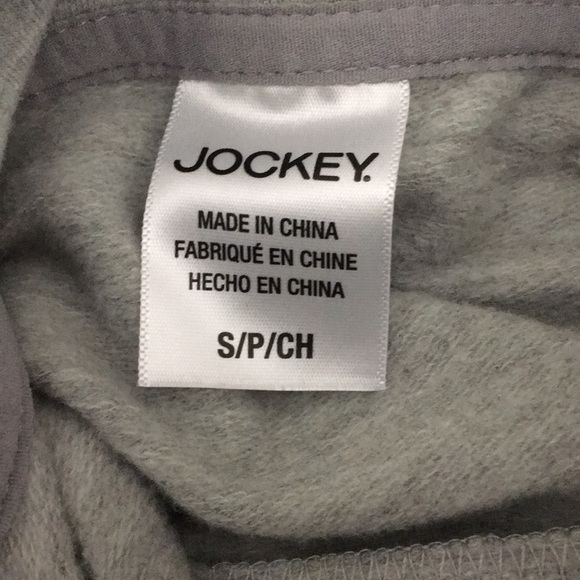 JOCKEY.
MADE IN CHINA
FABRIQUÉ EN CHINE
HECHO EN CHINA
S/P/CH